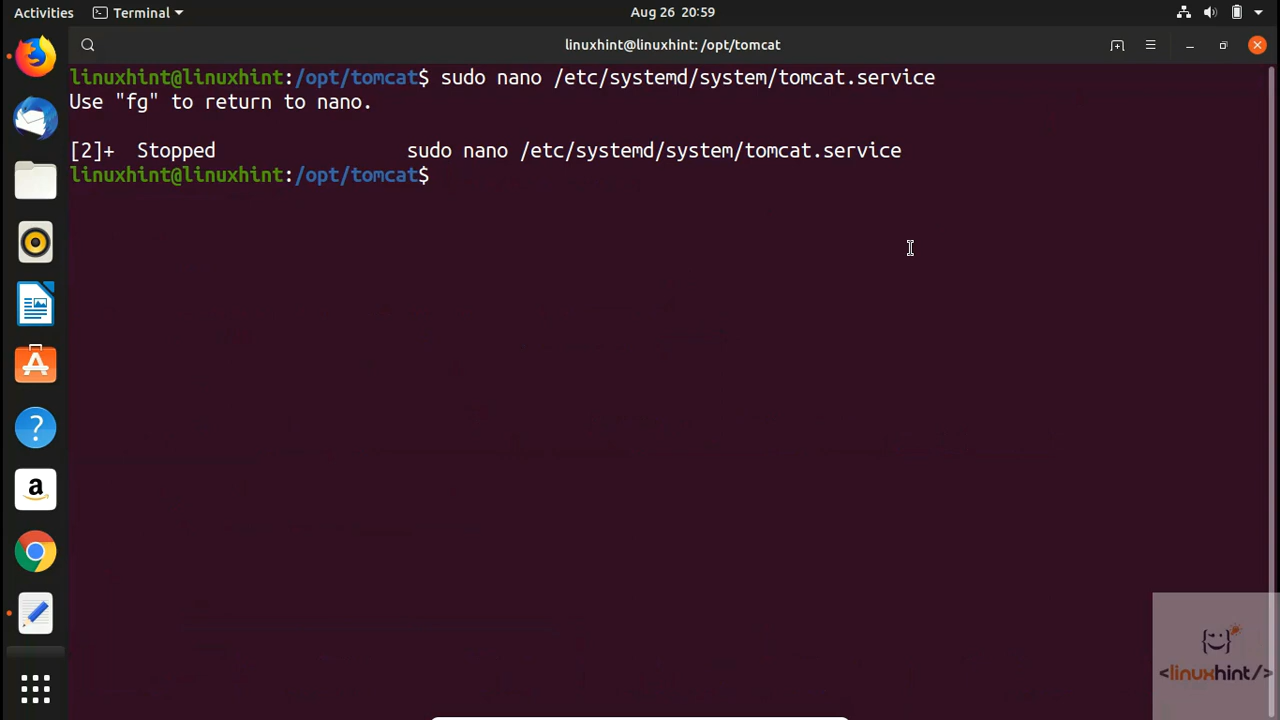 Activities Terminal Aug 26 20:59
linuxhint@linuxhint: /opt/tomcat
linuxhint@linuxhint:/opt/tomcat$ sudo nano /etc/systemd/system/tomcat.service
Use "fg" to return to nano.
[2]+  Stopped                 sudo nano /etc/systemd/system/tomcat.service
linuxhint@linuxhint:/opt/tomcat$
?
a
{}
<linuxhint/>